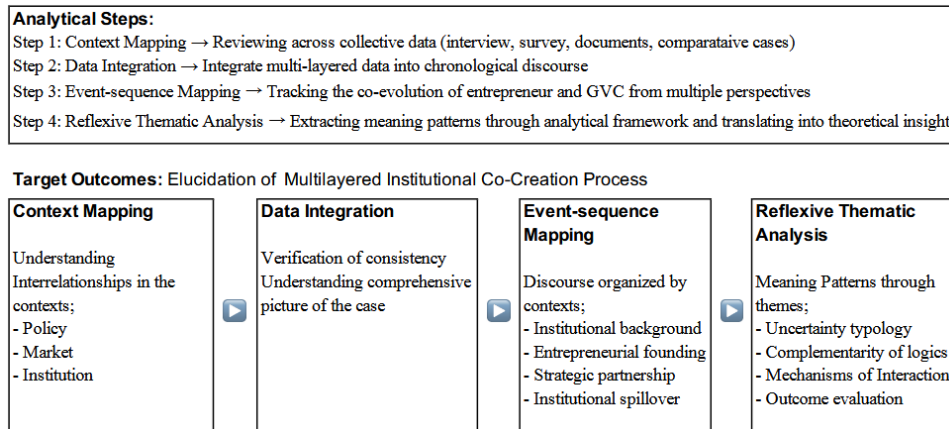 Analytical Steps:
Step 1: Context Mapping → Reviewing across collective data (interview, survey, documents, comparataive cases)
Step 2: Data Integration → Integrate multi-layered data into chronological discourse
Step 3: Event-sequence Mapping → Tracking the co-evolution of entrepreneur and GVC from multiple perspectives
Step 4: Reflexive Thematic Analysis → Extracting meaning patterns through analytical framework and translating into theoretical insight
Target Outcomes: Elucidation of Multilayered Institutional Co-Creation Process
Context Mapping
Understanding
Interrelationships in the
contexts;
- Policy
- Market
- Institution
Data Integration
Verification of consistency
Understanding comprehensive
picture of the case
Event-sequence
Mapping
Discourse organized by
contexts;
- Institutional background
- Entrepreneurial founding
- Strategic partnership
- Institutional spillover
Reflexive Thematic
Analysis
Meaning Patterns through
themes;
- Uncertainty typology
- Complementarity of logics
- Mechanisms of Interaction
- Outcome evaluation